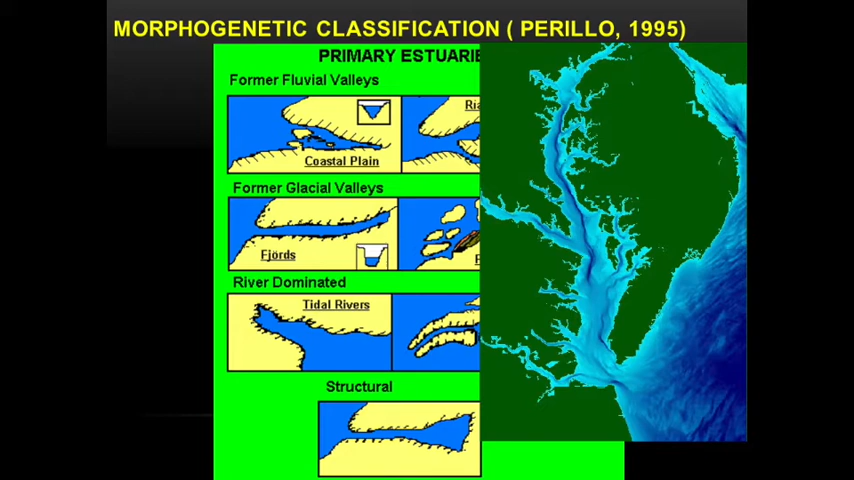 MORPHOGENETIC CLASSIFICATION ( PERILLO, 1995)
PRIMARY ESTUARIE
Former Fluvial Valleys
Ria
Coastal Plain
Former Glacial Valleys
Fjörds
River Dominated
Tidal Rivers
Structural